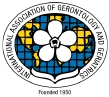 INTERNATIONAL ASSOCIATION OF GERONTOLOGY AND GERIATRICS
Founded 1950